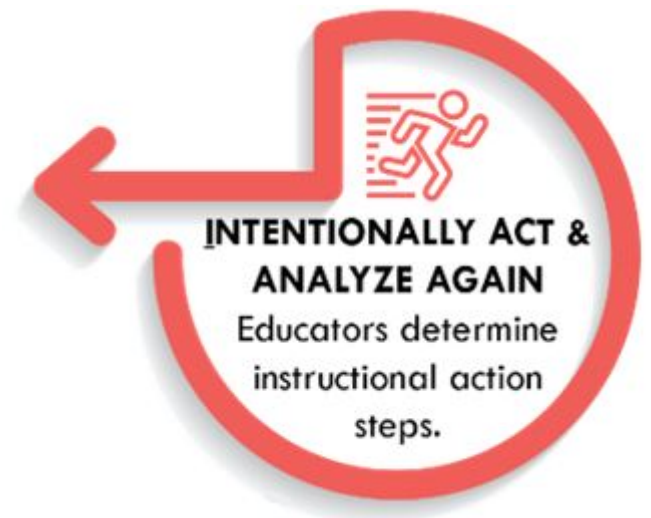 INTENTIONALLY ACT &
ANALYZE AGAIN
Educators determine
instructional action
steps.